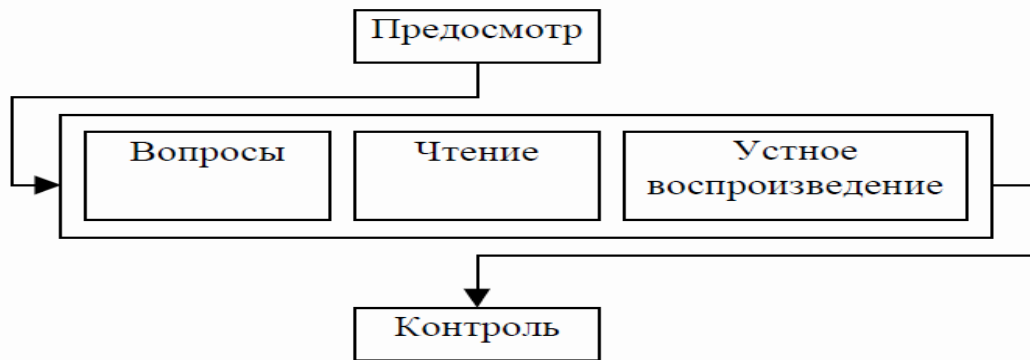 Предосмотр
Вопросы
Чтение
Устное
воспроизведение
Контроль